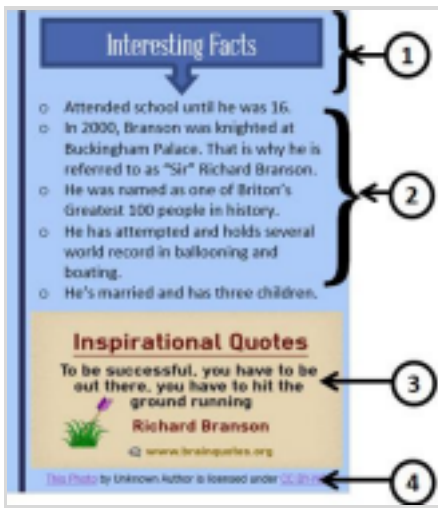 Interesting Facts
1
o Attended school until he was 16.
o In 2000, Branson was knighted at
Buckingham Palace. That is why he is
referred to as "Sir" Richard Branson.
o He was named as one of Briton's
Greatest 100 people in history.
o He has attempted and holds several
world record in ballooning and
boating.
o He's married and has three children.
2
Inspirational Quotes
To be successful, you have to be
out there, you have to hit the
ground running
Richard Branson
www.brainquotes.org
3
This Photo by Unknown Author is licensed under CC BY
4